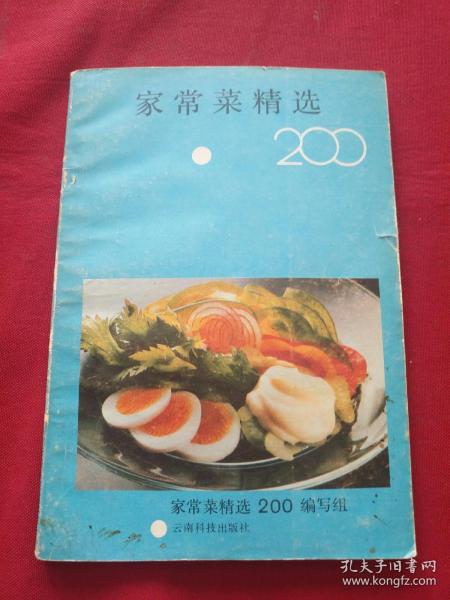 家常菜精选
200
家常菜精选 200 编写组
云南科技出版社
孔夫子旧书网
www.kongfz.com